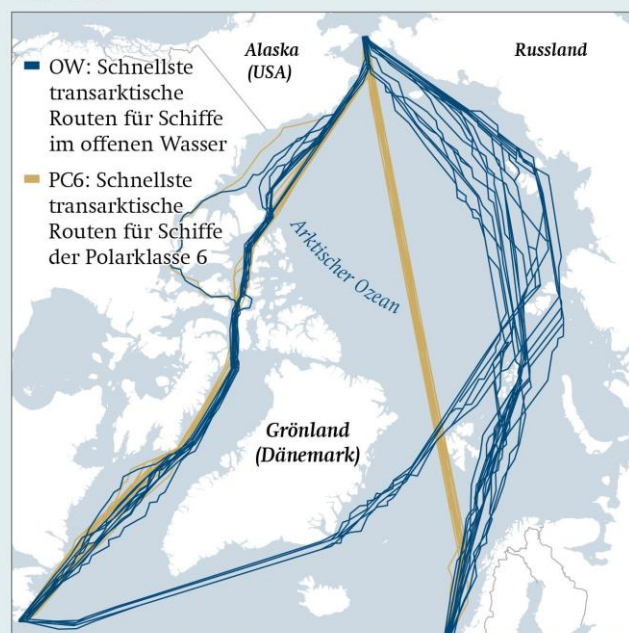 Alaska
(USA)
Russland
OW: Schnellste
transarktische
Routen für Schiffe
im offenen Wasser
PC6: Schnellste
transarktische
Routen für Schiffe
der Polarklasse 6
Arktischer Ozean
Grönland
(Dänemark)